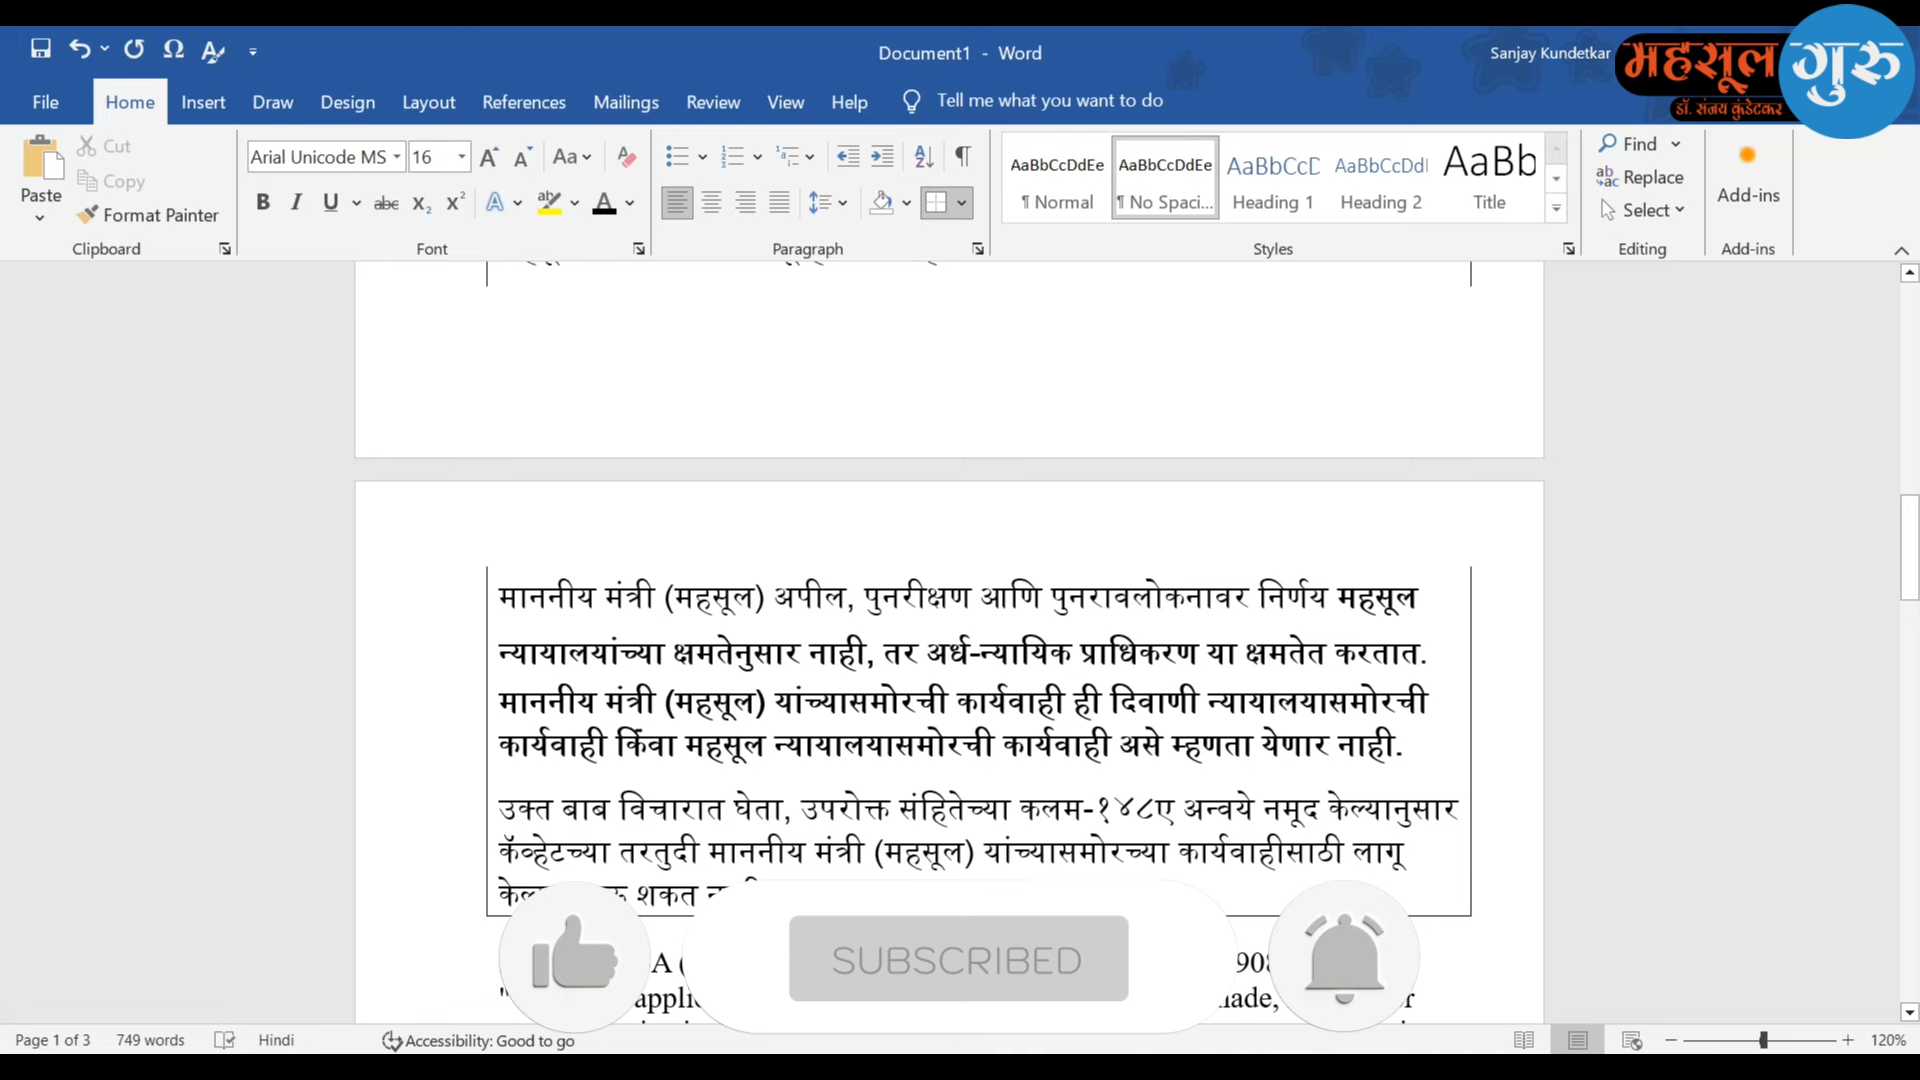 Document1 - Word
Sanjay Kundetkar
महसूल गुरु
डॉ. संजय कुंडेटकर
File Home Insert Draw Design Layout References Mailings Review View Help Tell me what you want to do
Paste
Cut
Copy
Format Painter
Clipboard
Arial Unicode MS 16
Font
Paragraph
AaBbCcDdEe AaBbCcDdEe AaBbCcD AaBbCcDdI AaBb
¶ Normal ¶ No Spaci... Heading 1 Heading 2 Title
Styles
Find
Replace
Select
Editing
Add-ins
Add-ins
माननीय मंत्री (महसूल) अपील, पुनरीक्षण आणि पुनरावलोकनावर निर्णय महसूल
न्यायालयांच्या क्षमतेनुसार नाही, तर अर्ध-न्यायिक प्राधिकरण या क्षमतेत करतात.
माननीय मंत्री (महसूल) यांच्यासमोरची कार्यवाही ही दिवाणी न्यायालयासमोरची
कार्यवाही किंवा महसूल न्यायालयासमोरची कार्यवाही असे म्हणता येणार नाही.
उक्त बाब विचारात घेता, उपरोक्त संहितेच्या कलम-१४८ए अन्वये नमूद केल्यानुसार
कॅव्हेटच्या तरतुदी माननीय मंत्री (महसूल) यांच्यासमोरच्या कार्यवाहीसाठी लागू
शकत
SUBSCRIBED
Page 1 of 3 749 words Hindi Accessibility: Good to go 120%